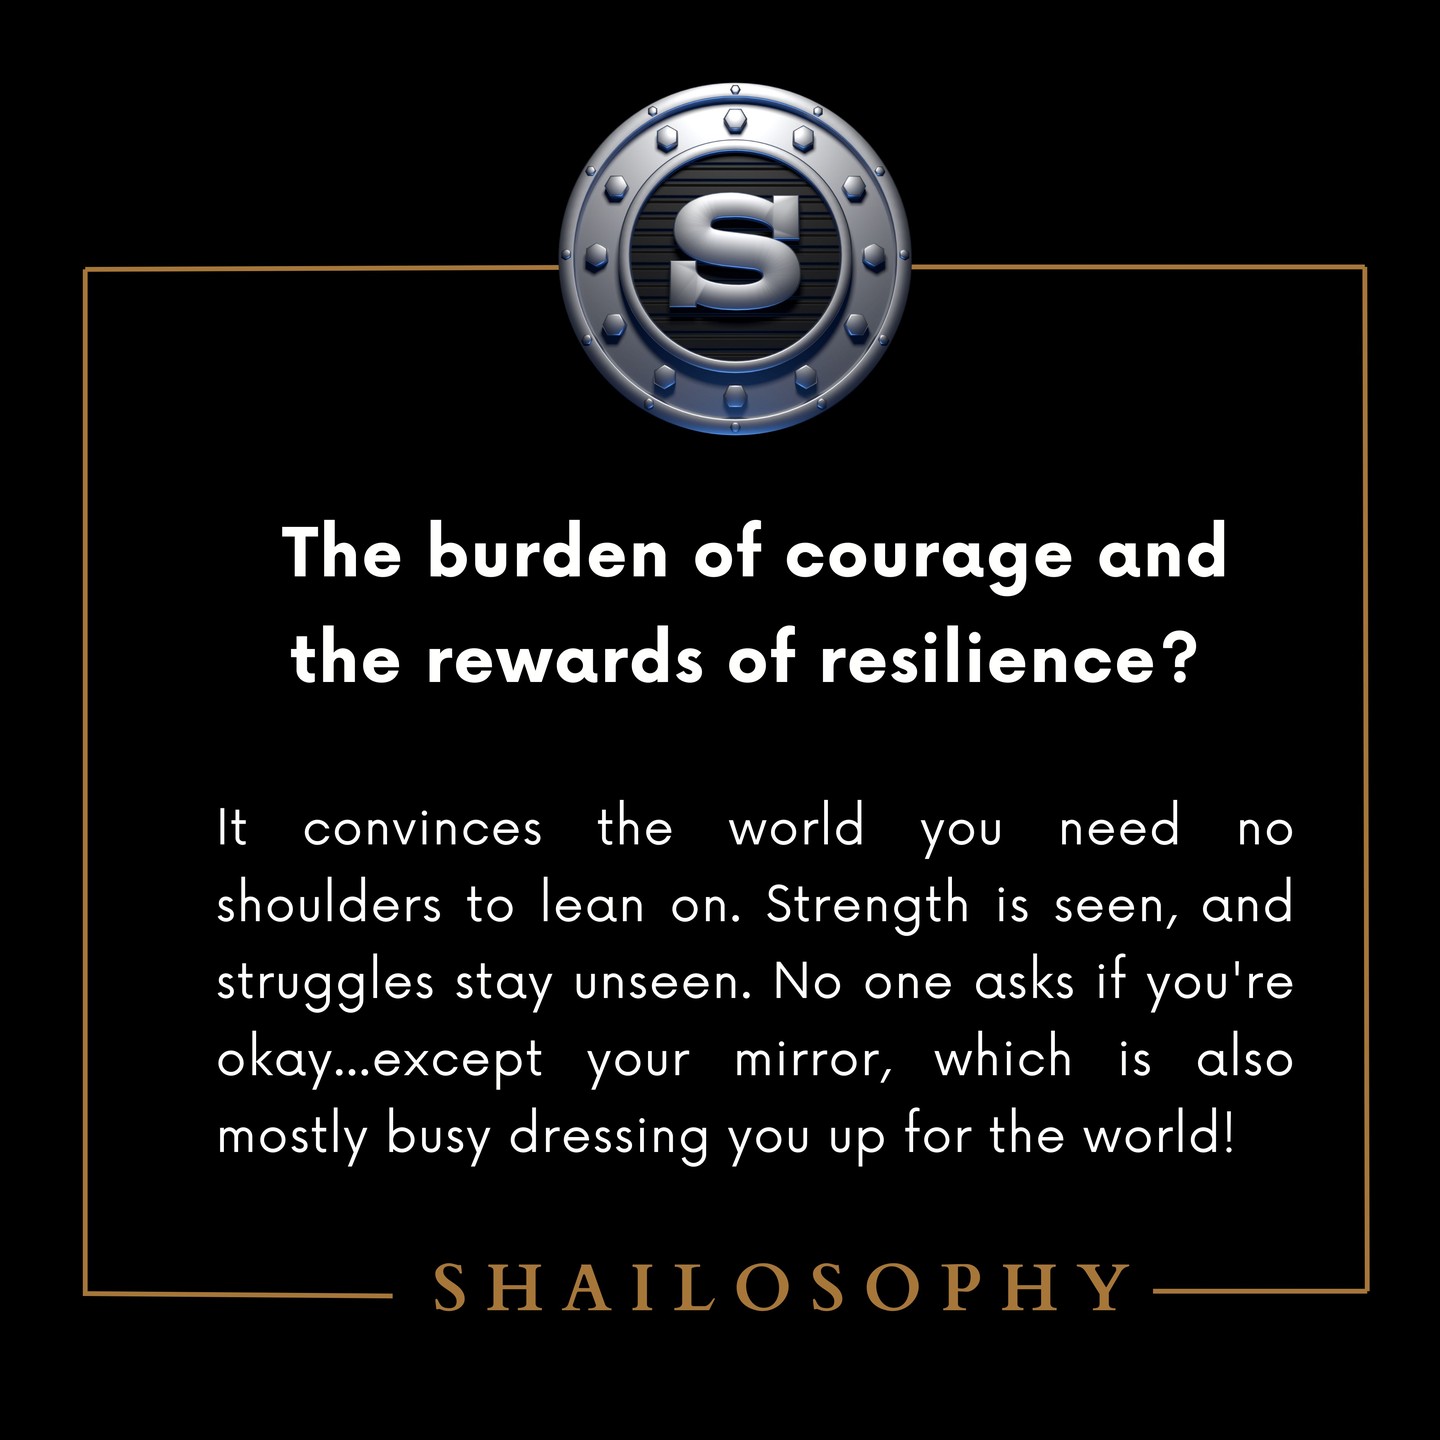 S
The burden of courage and
the rewards of resilience?
It convinces the world you need no
shoulders to lean on. Strength is seen, and
struggles stay unseen. No one asks if you're
okay...except your mirror, which is also
mostly busy dressing you up for the world!
SHAILOSOPHY